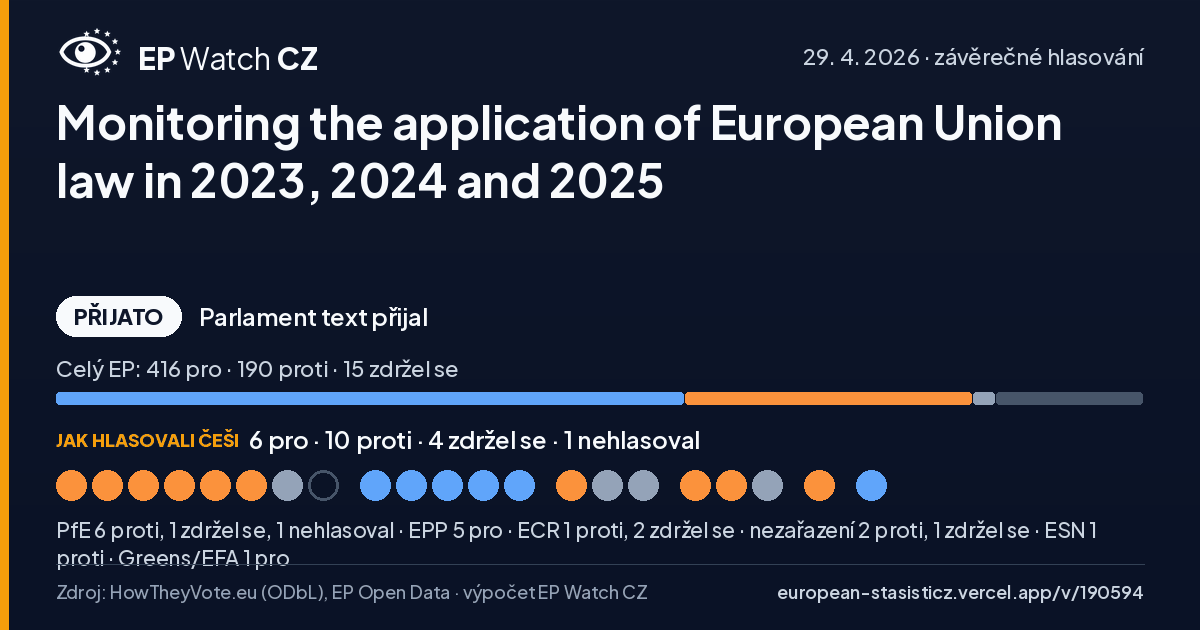 EP Watch CZ
29. 4. 2026 · závěrečné hlasování
Monitoring the application of European Union
law in 2023, 2024 and 2025
PŘIJATO Parlament text přijal
Celý EP: 416 pro · 190 proti · 15 zdržel se
JAK HLASOVALI ČEŠI 6 pro · 10 proti · 4 zdržel se · 1 nehlasoval
PfE 6 proti, 1 zdržel se, 1 nehlasoval · EPP 5 pro · ECR 1 proti, 2 zdržel se · nezařazení 2 proti, 1 zdržel se · ESN 1
proti · Greens/EFA 1 pro
Zdroj: HowTheyVote.eu (ODbL), EP Open Data · výpočet EP Watch CZ
european-stasisticz.vercel.app/v/190594